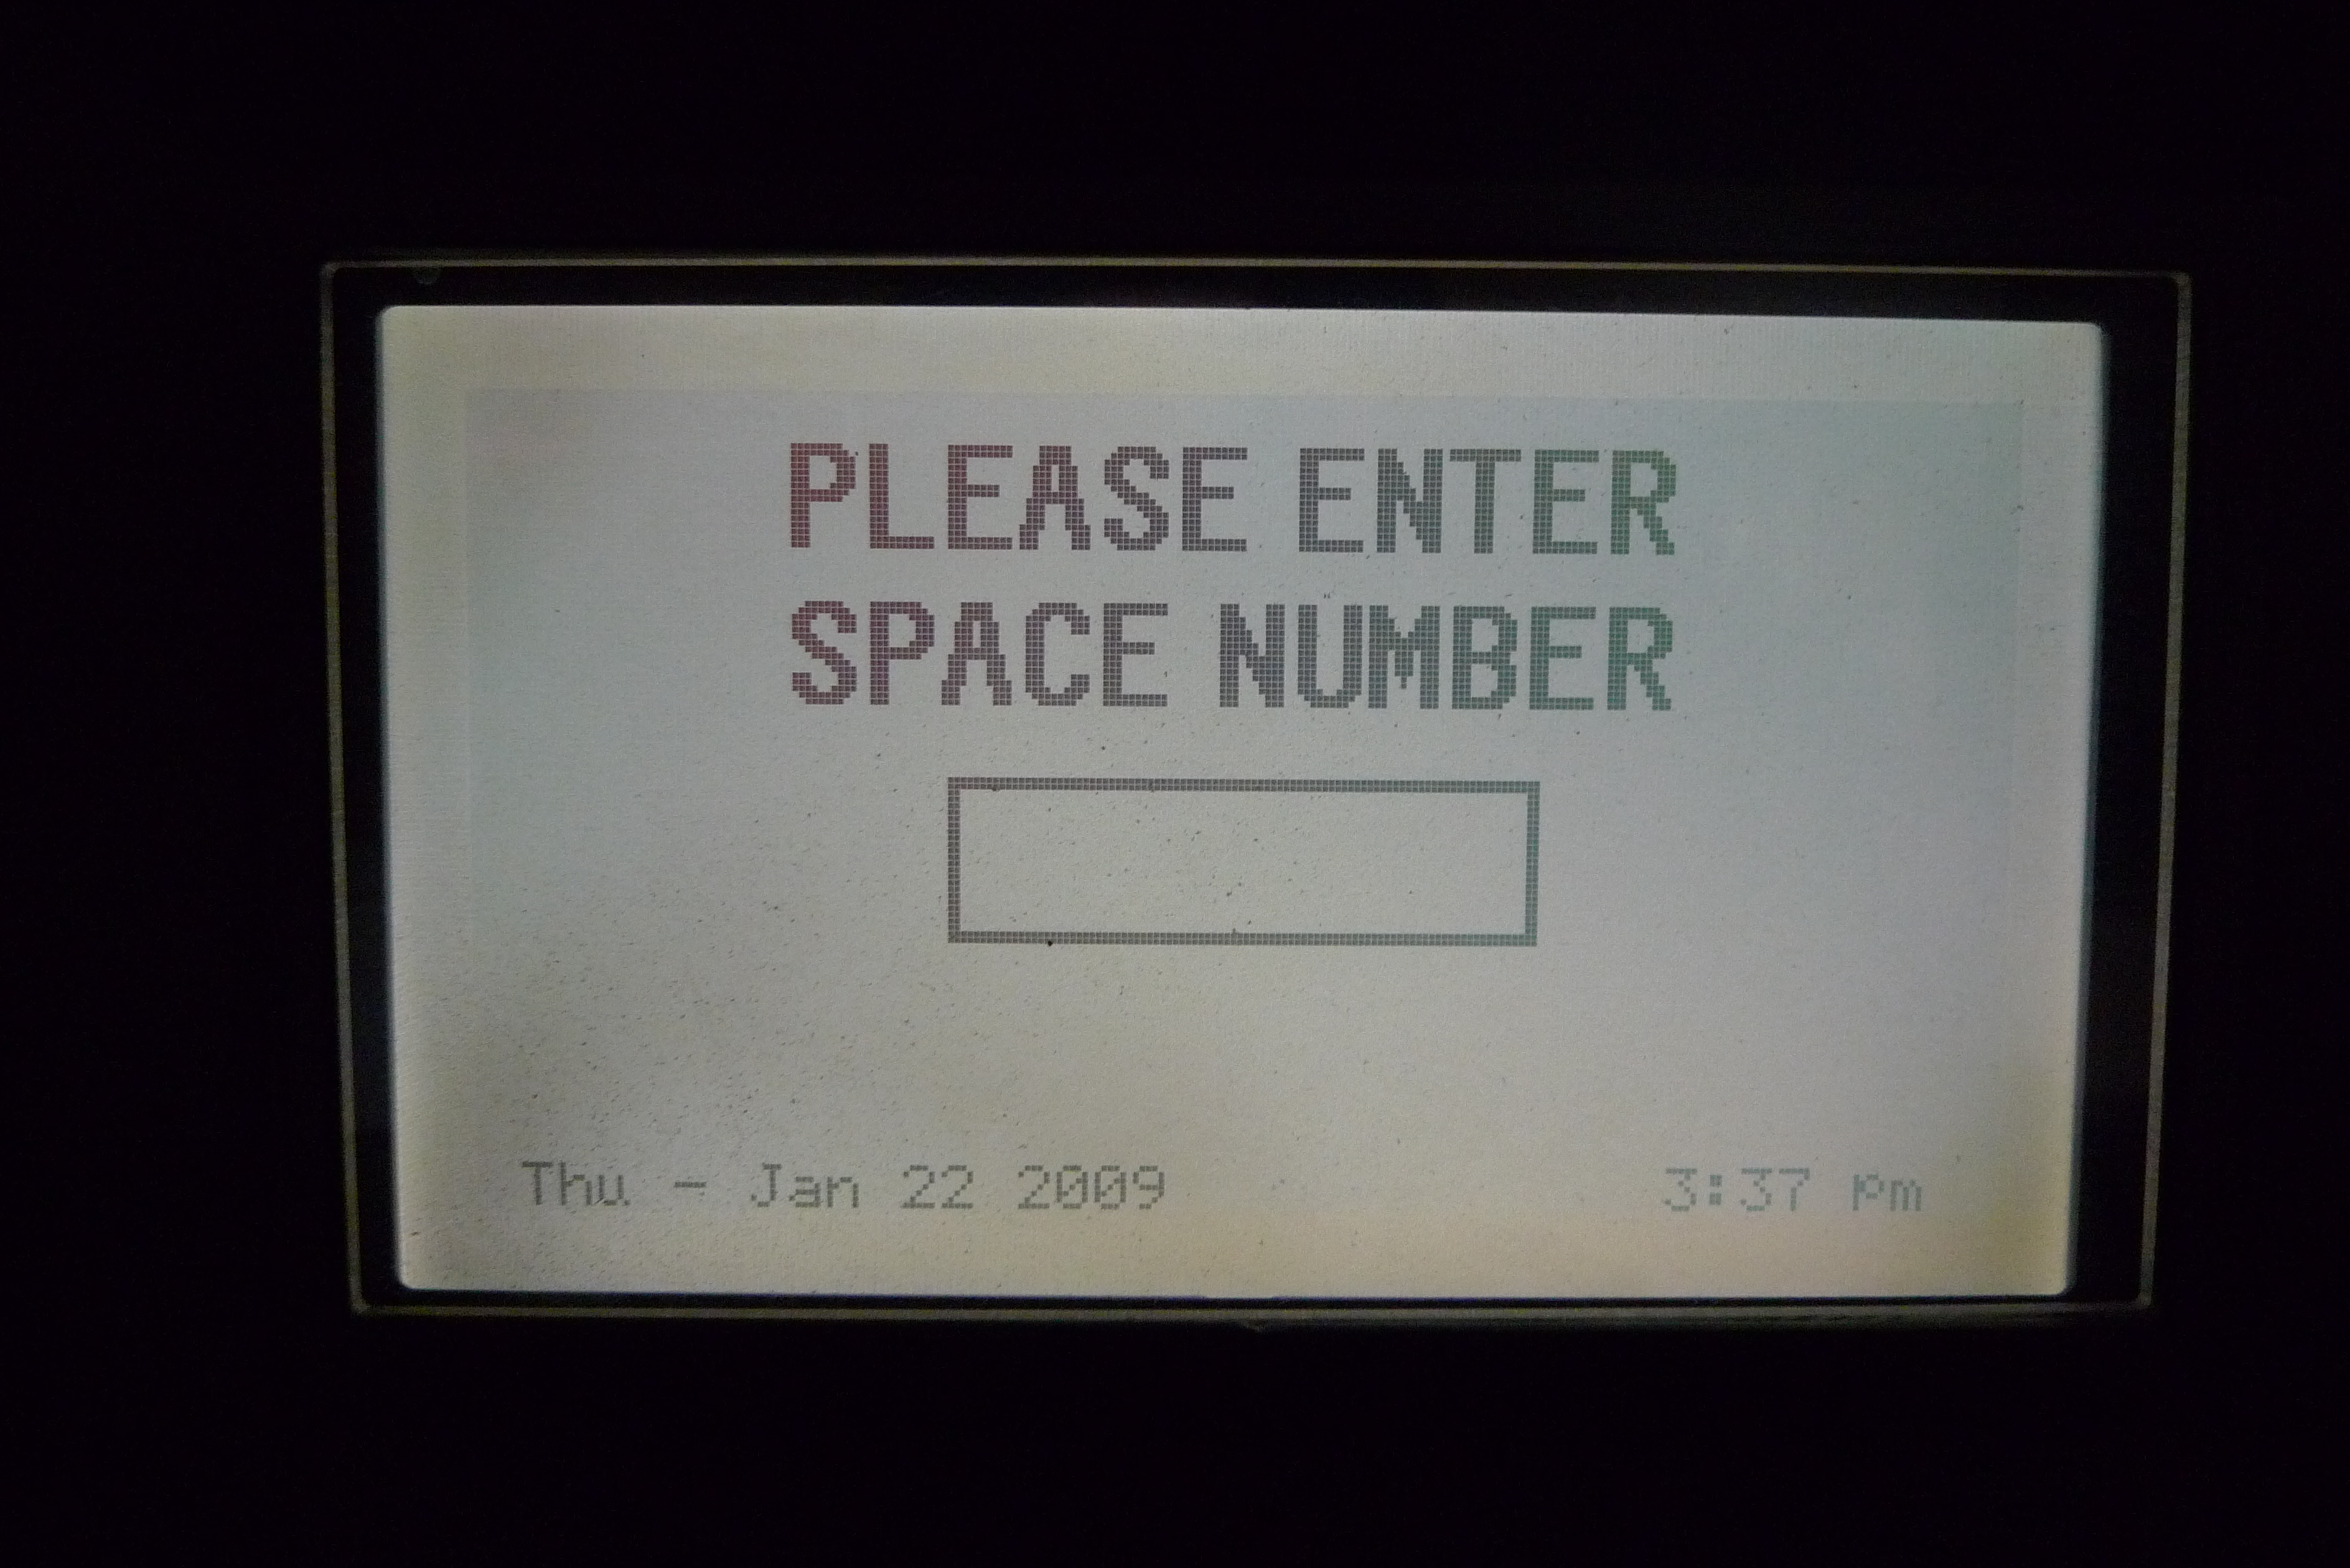 PLEASE ENTER
SPACE NUMBER
Thu - Jan 22 2009 3:37 pm